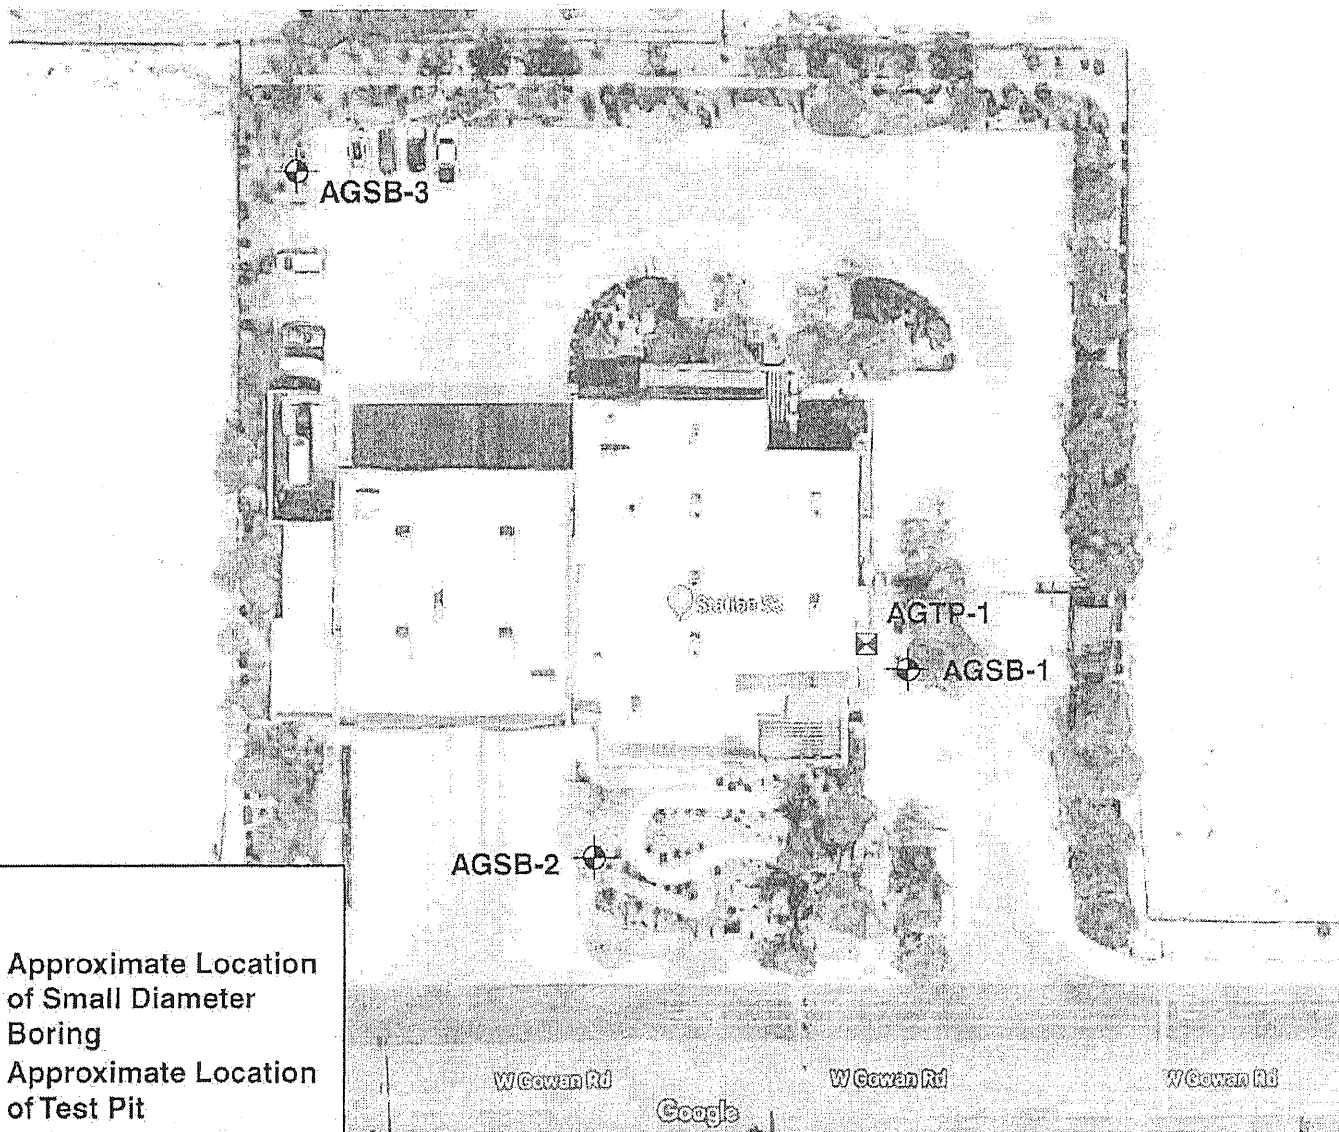 AGSB-3
AGTP-1
AGSB-1
AGSB-2
Approximate Location
of Small Diameter
Boring
Approximate Location
of Test Pit
W Gowan Rd
W Gowan Rd
W Gowan Rd
Google